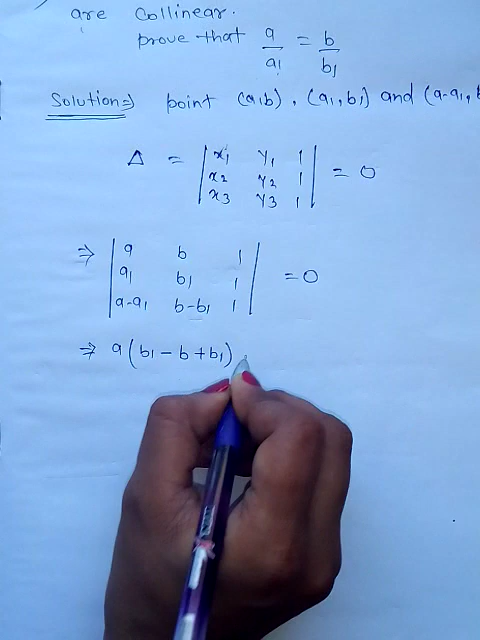 are Collinear.
prove that a/a₁ = b/b₁
Solution⇒ point (a,b), (a₁,b₁) and (a-a₁, b
Δ = | x₁ y₁ 1 | = 0
| x₂ y₂ 1 |
| x₃ y₃ 1 |
⇒ | a b 1 | = 0
| a₁ b₁ 1 |
| a-a₁ b-b₁ 1 |
⇒ a(b₁-b+b₁)